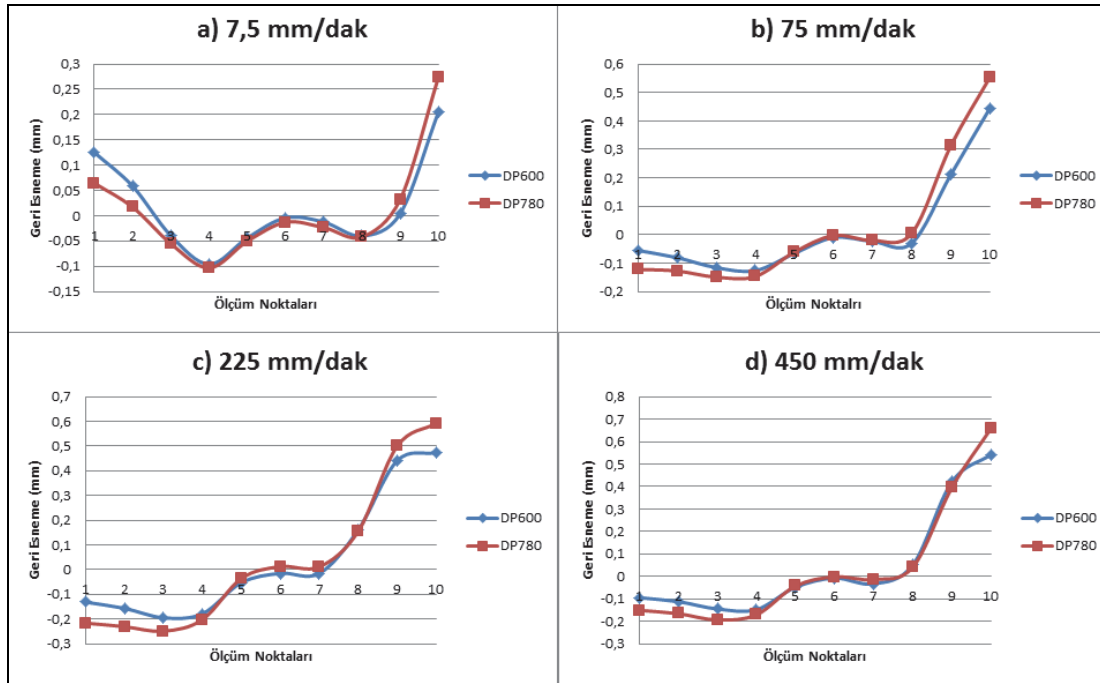 a) 7,5 mm/dak
Geri Esneme (mm)
0,3
0,25
0,2
0,15
0,1
0,05
0
-0,05
-0,1
-0,15
1 2 3 4 5 6 7 8 9 10
Ölçüm Noktaları
DP600
DP780
b) 75 mm/dak
Geri Esneme (mm)
0,6
0,5
0,4
0,3
0,2
0,1
0
-0,1
-0,2
1 2 3 4 5 6 7 8 9 10
Ölçüm Noktalrı
DP600
DP780
c) 225 mm/dak
Geri Esneme (mm)
0,7
0,6
0,5
0,4
0,3
0,2
0,1
0
-0,1
-0,2
-0,3
1 2 3 4 5 6 7 8 9 10
Ölçüm Noktaları
DP600
DP780
d) 450 mm/dak
Geri Esneme (mm)
0,8
0,7
0,6
0,5
0,4
0,3
0,2
0,1
0
-0,1
-0,2
-0,3
1 2 3 4 5 6 7 8 9 10
Ölçüm Noktaları
DP600
DP780